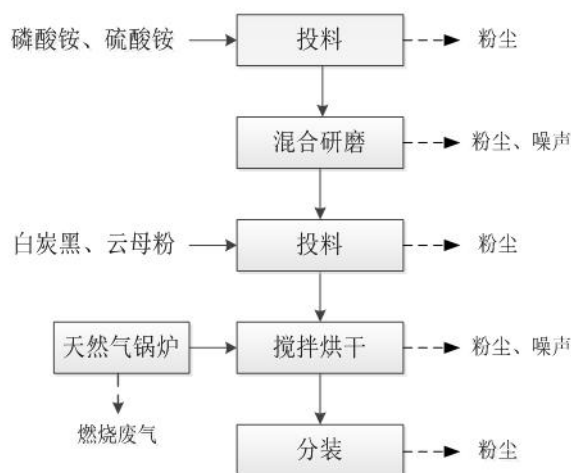 磷酸铵、硫酸铵
投料
粉尘
混合研磨
粉尘、噪声
白炭黑、云母粉
投料
粉尘
天然气锅炉
搅拌烘干
粉尘、噪声
燃烧废气
分装
粉尘